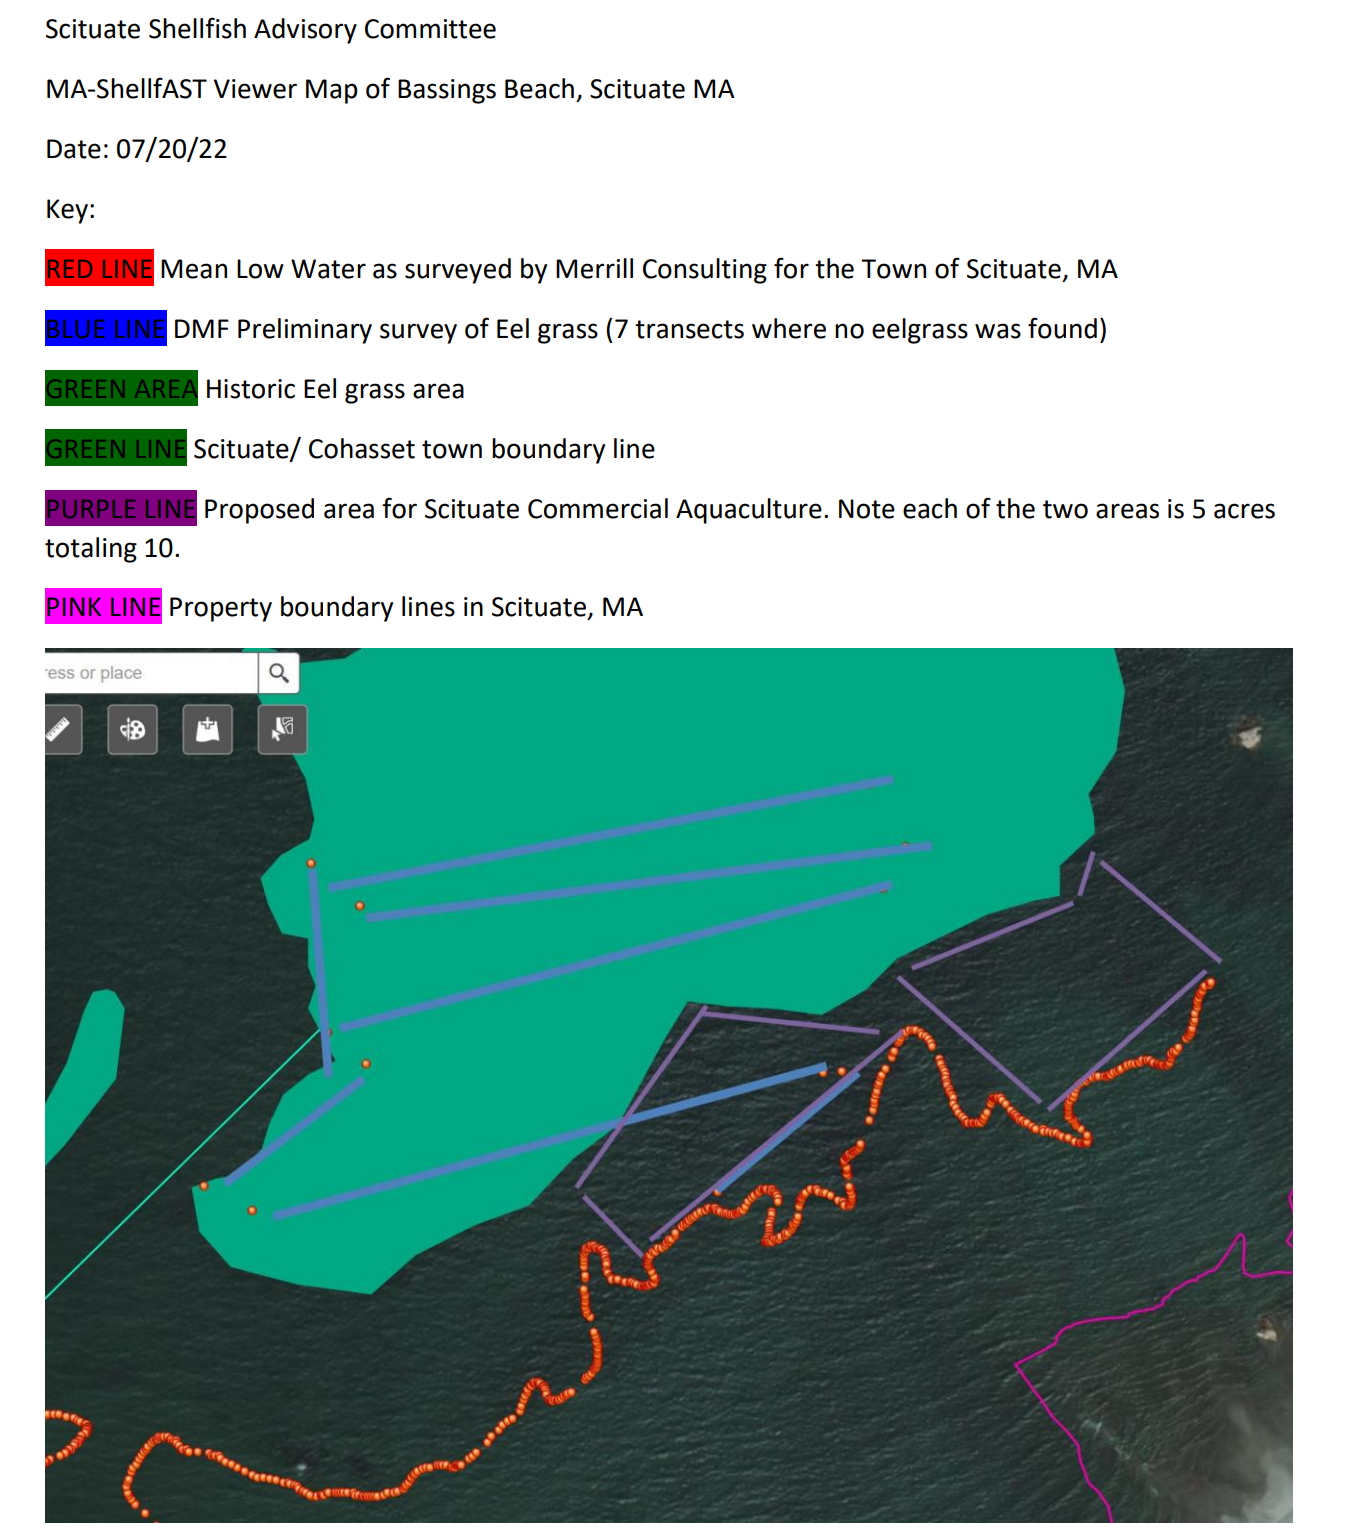 Scituate Shellfish Advisory Committee
MA-ShellfAST Viewer Map of Bassings Beach, Scituate MA
Date: 07/20/22
Key:
RED LINE Mean Low Water as surveyed by Merrill Consulting for the Town of Scituate, MA
BLUE LINE DMF Preliminary survey of Eel grass (7 transects where no eelgrass was found)
GREEN AREA Historic Eel grass area
GREEN LINE Scituate/ Cohasset town boundary line
PURPLE LINE Proposed area for Scituate Commercial Aquaculture. Note each of the two areas is 5 acres
totaling 10.
PINK LINE Property boundary lines in Scituate, MA
ress or place